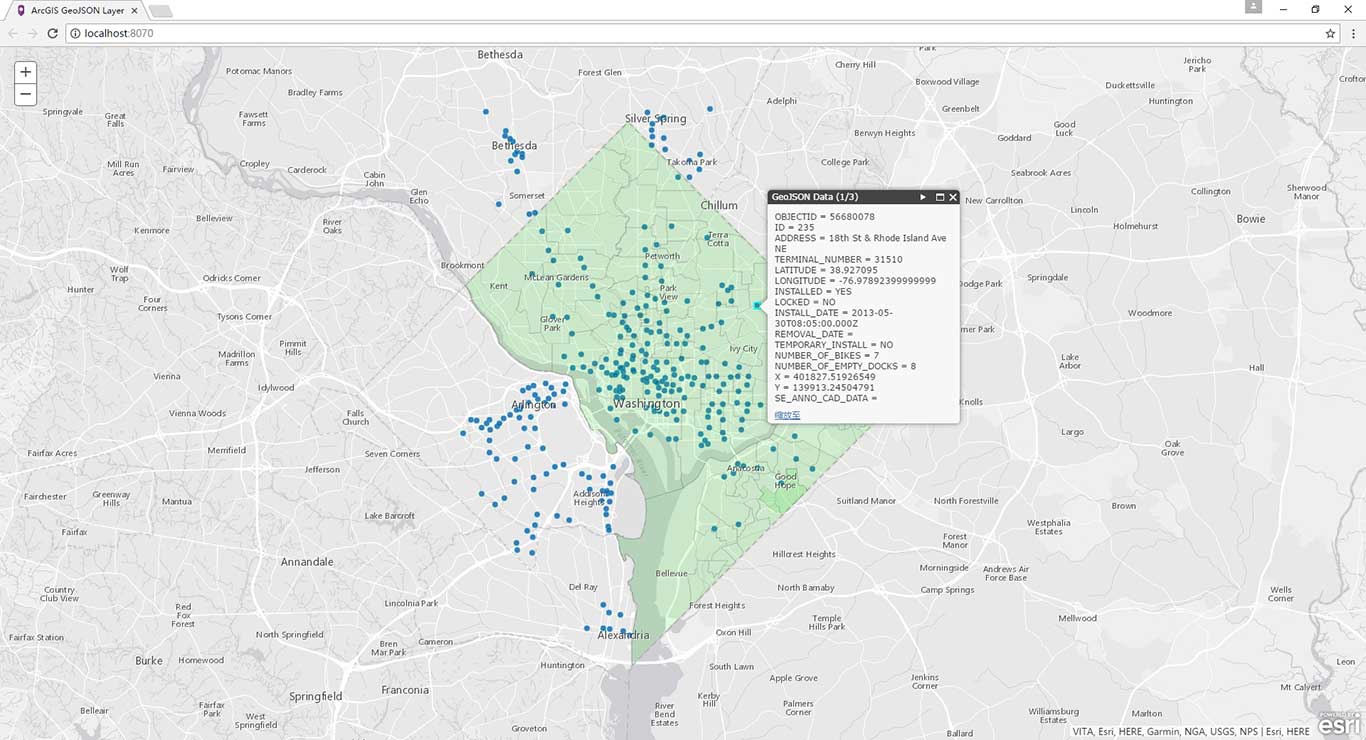 ArcGIS GeoJSON Layer
localhost:8070
+
−
Bethesda
Park
Cherry Hill
Jericho
Park
Potomac Manors
Forest Glen
Boxwood Village
Crofton
Bradley Farms
Adelphi
Duckettsville
Huntington
Springvale
Great
Falls
Fawsett
Farms
Silver Spring
Greenbelt
Good
Luck
Berwyn Heights
Goddard
Bethesda
Mill Run
Acres
Fairview
Cropley
Carderock
Takoma Park
College Park
Cabin
John
Seabrook Acres
Glen
Echo
Somerset
Collington
Sherwood
Manor
Chillum
New Carrollton
Lincoln
Bowie
Belleview
River
Oaks
Holmehurst
Kenmore
Terra
Cotta
Brookmont
Petworth
Wolf
Trap
Odricks Corner
McLean Gardens
Dodge Park
Springdale
Kent
Park
View
Hunter
Four
Corners
Tysons Corner
Glover
Park
Woodmore
Pimmit
Hills
Ivy City
Madrillon
Farms
Lake
Arbor
Hall
Vienna
Idylwood
Vienna Woods
Falls
Church
Arlington
Washington
Knolls
Fairfax Acres
Merrifield
Seven Corners
Largo
Oak
Grove
Jefferson
Anacostia
Fairchester
Greenway
Hills
Mantua
Addison
Heights
Good
Hope
Suitland Manor
North Forestville
Brown
Lake Barcroft
Westphalia
Estates
Fairfax
Forest
Manor
Hillcrest Heights
Annandale
Morningside
Andrews Air
Force Base
Bellevue
Country
Club View
Del Ray
North Barnaby
Camp Springs
Wells
Corner
Red
Fox
Forest
Lincolnia Park
Forest Heights
Temple
Hills Park
Mellwood
Fairfax Station
North Springfield
Bren
Mar Park
Cameron
Alexandria
Oxon Hill
Burke
Homewood
Huntington
South Lawn
Leon
Springfield
Franconia
Apple Grove
Jenkins
Corner
Mt Calvert
Kerby
Hill
Belleair
Fairfax
Park
West
Springfield
River
Bend
Estates
Palmers
Corner
Williamsburg
Estates
Marlton
Groveton
Ballard
GeoJSON Data (1/3)
OBJECTID = 56680078
ID = 235
ADDRESS = 18th St & Rhode Island Ave
NE
TERMINAL_NUMBER = 31510
LATITUDE = 38.927095
LONGITUDE = -76.97892399999999
INSTALLED = YES
LOCKED = NO
INSTALL_DATE = 2013-05-
30T08:05:00.000Z
REMOVAL_DATE =
TEMPORARY_INSTALL = NO
NUMBER_OF_BIKES = 7
NUMBER_OF_EMPTY_DOCKS = 8
X = 401827.51926549
Y = 139913.24504791
SE_ANNO_CAD_DATA =
缩放至
VITA, Esri, HERE, Garmin, NGA, USGS, NPS | Esri, HERE
POWERED BY
esri